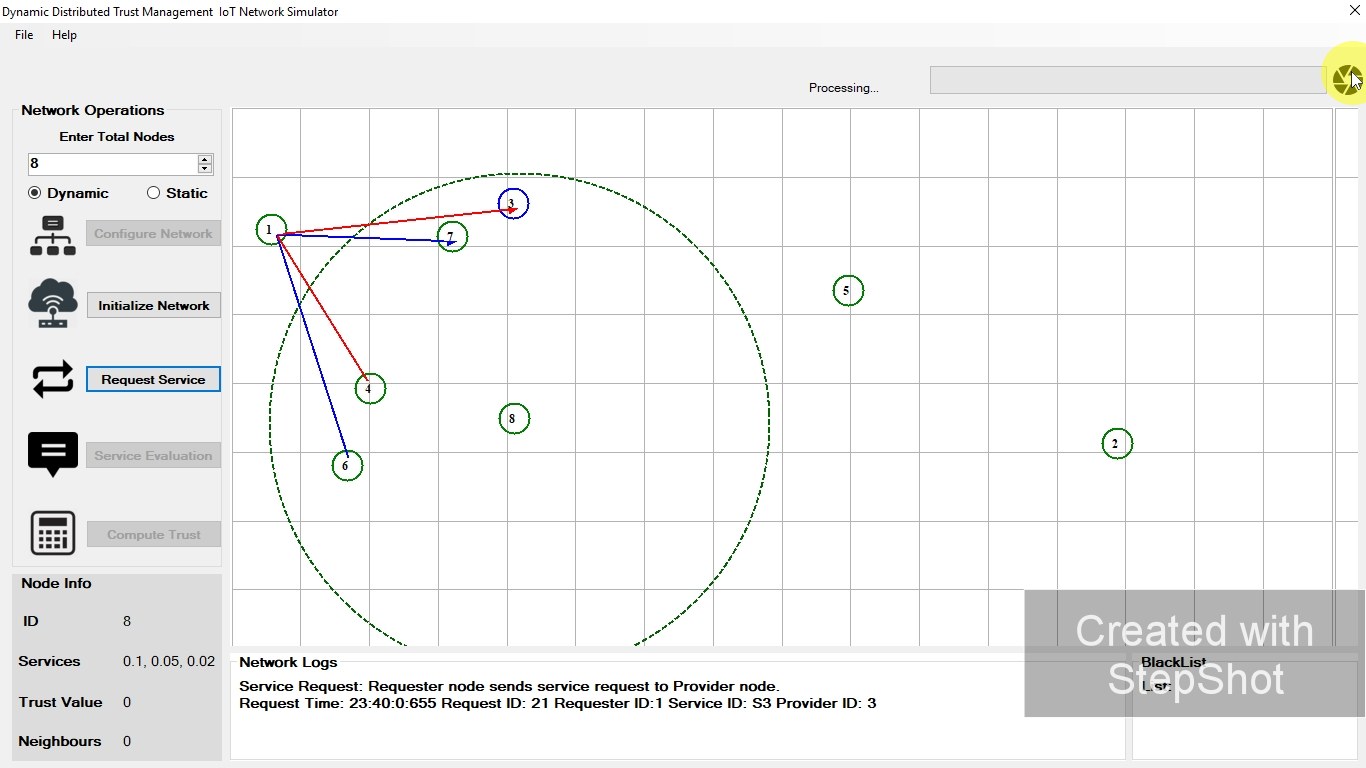 Dynamic Distributed Trust Management IoT Network Simulator
File Help
Processing...
Network Operations
Enter Total Nodes
8
Dynamic Static
Configure Network
Initialize Network
Request Service
Service Evaluation
Compute Trust
Node Info
ID 8
Services 0.1, 0.05, 0.02
Trust Value 0
Neighbours 0
1
3
7
5
4
8
6
2
Network Logs
Service Request: Requester node sends service request to Provider node.
Request Time: 23:40:0:655 Request ID: 21 Requester ID:1 Service ID: S3 Provider ID: 3
BlackList
List:
Created with
StepShot